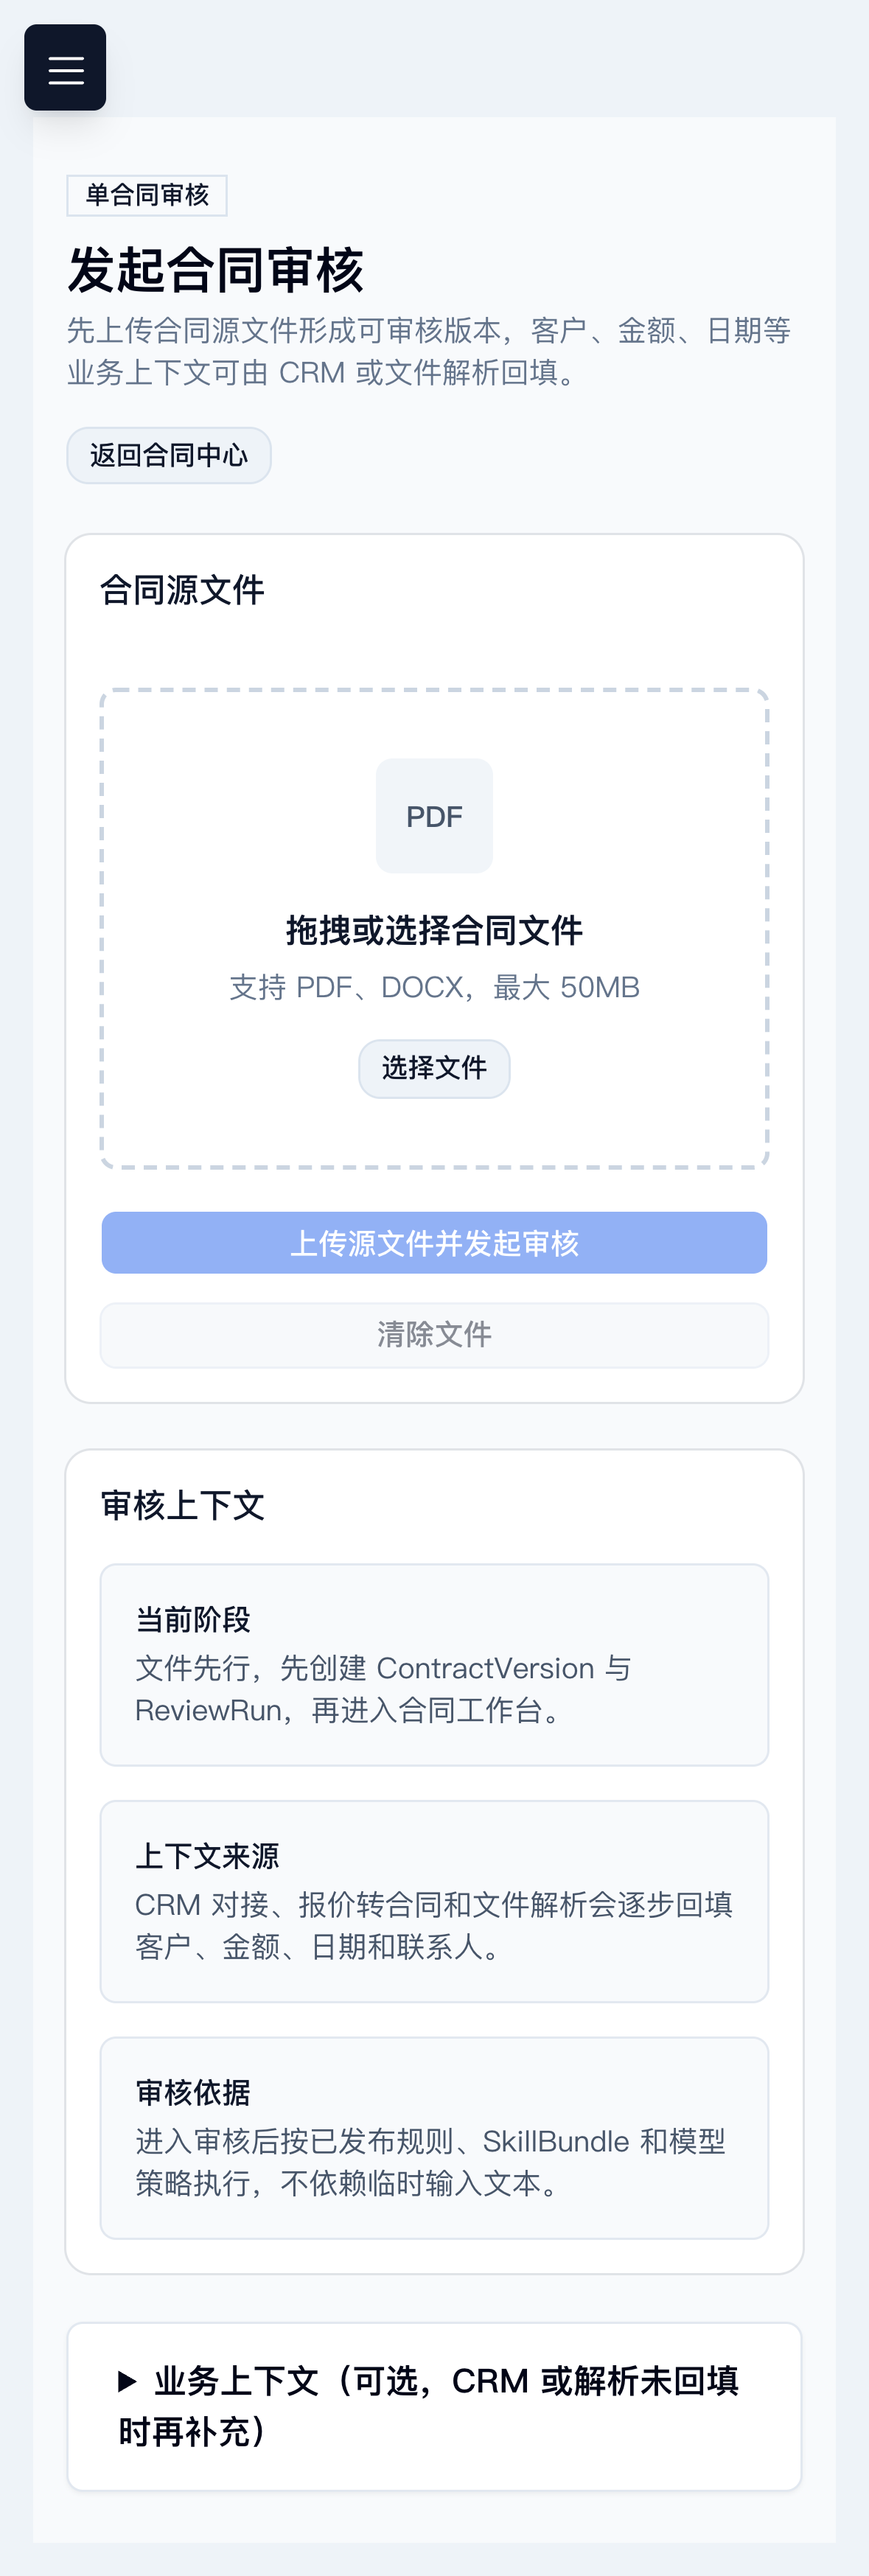 单合同审核
发起合同审核
先上传合同源文件形成可审核版本，客户、金额、日期等
业务上下文可由 CRM 或文件解析回填。
返回合同中心
合同源文件
PDF
拖拽或选择合同文件
支持 PDF、DOCX，最大 50MB
选择文件
上传源文件并发起审核
清除文件
审核上下文
当前阶段
文件先行，先创建 ContractVersion 与
ReviewRun，再进入合同工作台。
上下文来源
CRM 对接、报价转合同和文件解析会逐步回填
客户、金额、日期和联系人。
审核依据
进入审核后按已发布规则、SkillBundle 和模型
策略执行，不依赖临时输入文本。
▶ 业务上下文（可选，CRM 或解析未回填
时再补充）